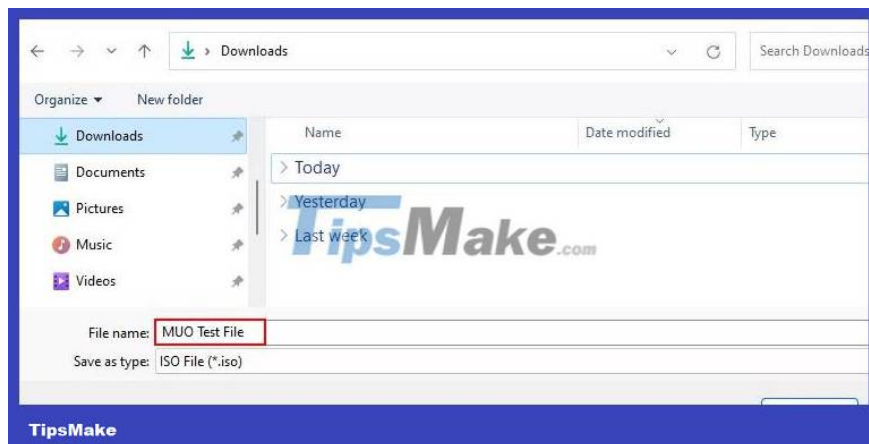 Downloads
Search Downloads
Organize
New folder
Downloads
Documents
Pictures
Music
Videos
Name
Date modified
Type
Today
Yesterday
Last week
TipsMake.com
File name: MUO Test File
Save as type: ISO File (*.iso)
TipsMake